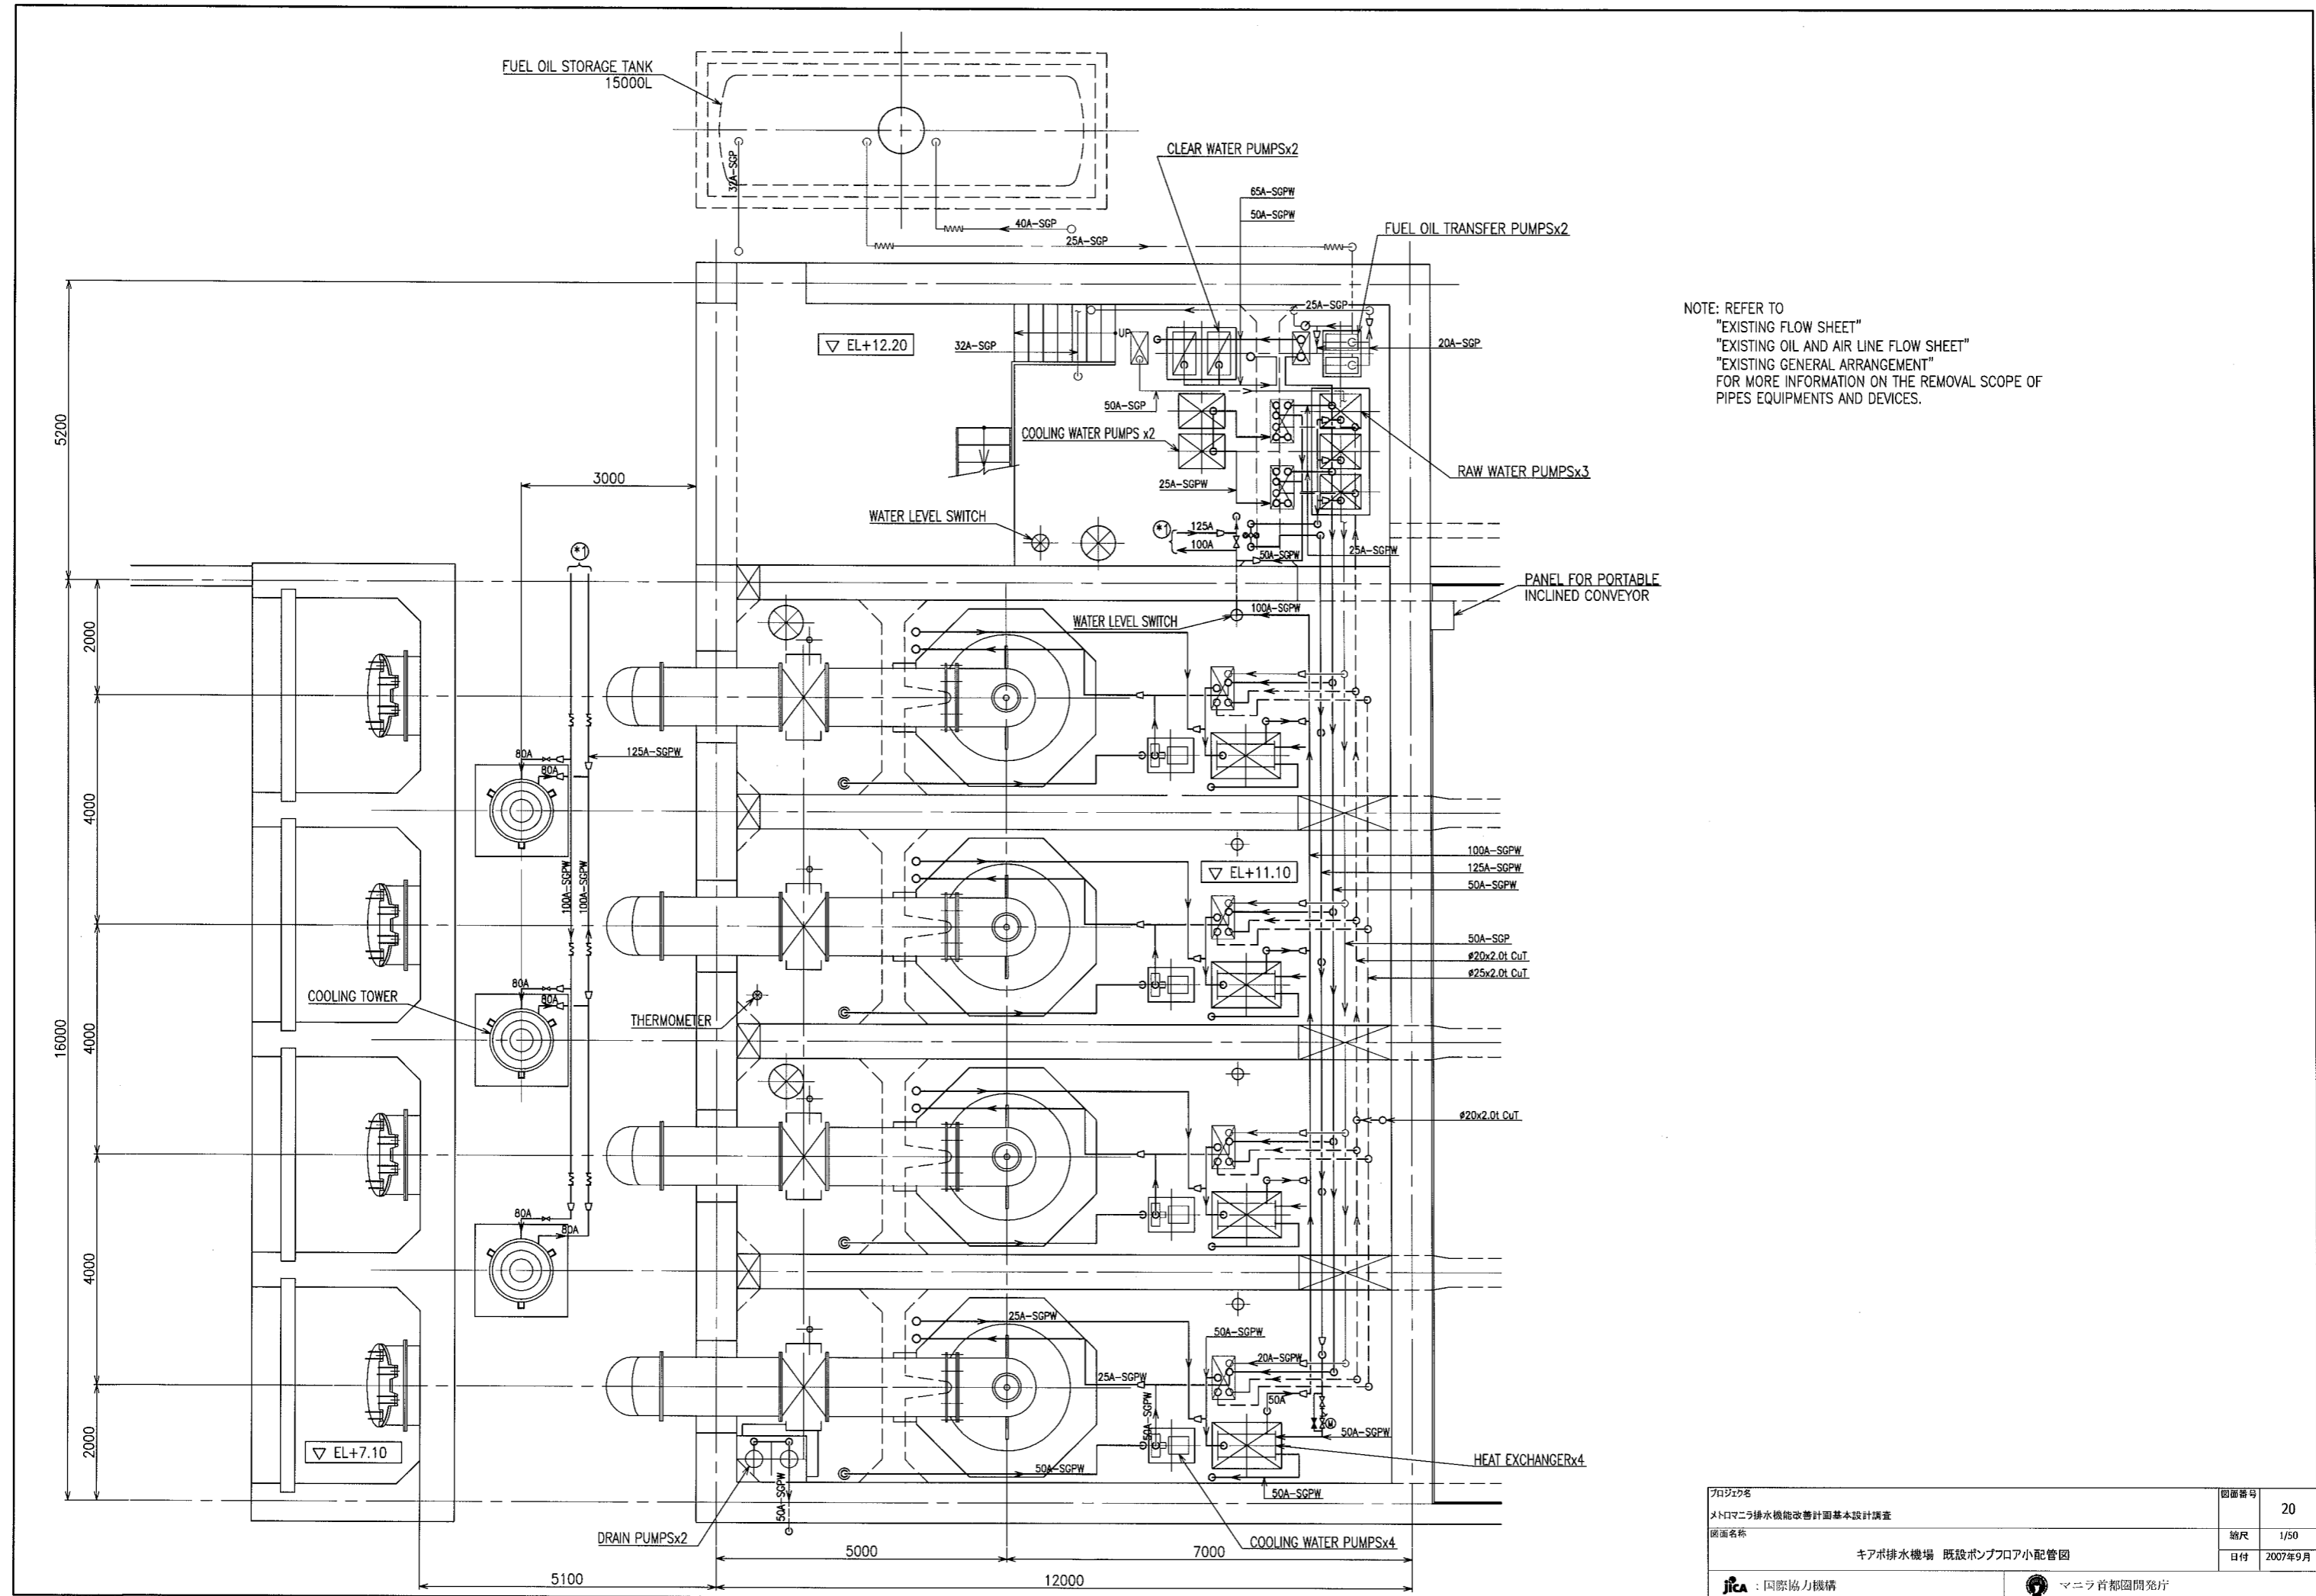 FUEL OIL STORAGE TANK
15000L
32A-SGP
CLEAR WATER PUMPSx2
65A-SGPW
50A-SGPW
40A-SGP
25A-SGP
FUEL OIL TRANSFER PUMPSx2
25A-SGP
▽ EL+12.20
UP
32A-SGP
20A-SGP
NOTE: REFER TO
"EXISTING FLOW SHEET"
"EXISTING OIL AND AIR LINE FLOW SHEET"
"EXISTING GENERAL ARRANGEMENT"
FOR MORE INFORMATION ON THE REMOVAL SCOPE OF
PIPES EQUIPMENTS AND DEVICES.
50A-SGP
5200
COOLING WATER PUMPS x2
RAW WATER PUMPSx3
3000
25A-SGPW
WATER LEVEL SWITCH
*1
125A
100A
50A-SGPW
25A-SGPW
*1
PANEL FOR PORTABLE
INCLINED CONVEYOR
100A-SGPW
WATER LEVEL SWITCH
2000
80A
80A
125A-SGPW
4000
100A-SGPW
100A-SGPW
100A-SGPW
125A-SGPW
50A-SGPW
▽ EL+11.10
50A-SGP
ø20x2.0t CuT
ø25x2.0t CuT
80A
80A
COOLING TOWER
THERMOMETER
16000
4000
ø20x2.0t CuT
80A
80A
4000
25A-SGPW
50A-SGPW
20A-SGPW
25A-SGPW
50A
50A-SGPW
M
50A-SGPW
2000
▽ EL+7.10
50A-SGPW
HEAT EXCHANGERx4
50A-SGPW
50A-SGPW
DRAIN PUMPSx2
COOLING WATER PUMPSx4
5000
7000
5100
12000
プロジェクト名
メトロマニラ排水機能改善計画基本設計調査
図面番号
20
図面名称
キアポ排水機場 既設ポンプフロア小配管図
縮尺
1/50
日付
2007年9月
jica : 国際協力機構
マニラ首都圏開発庁